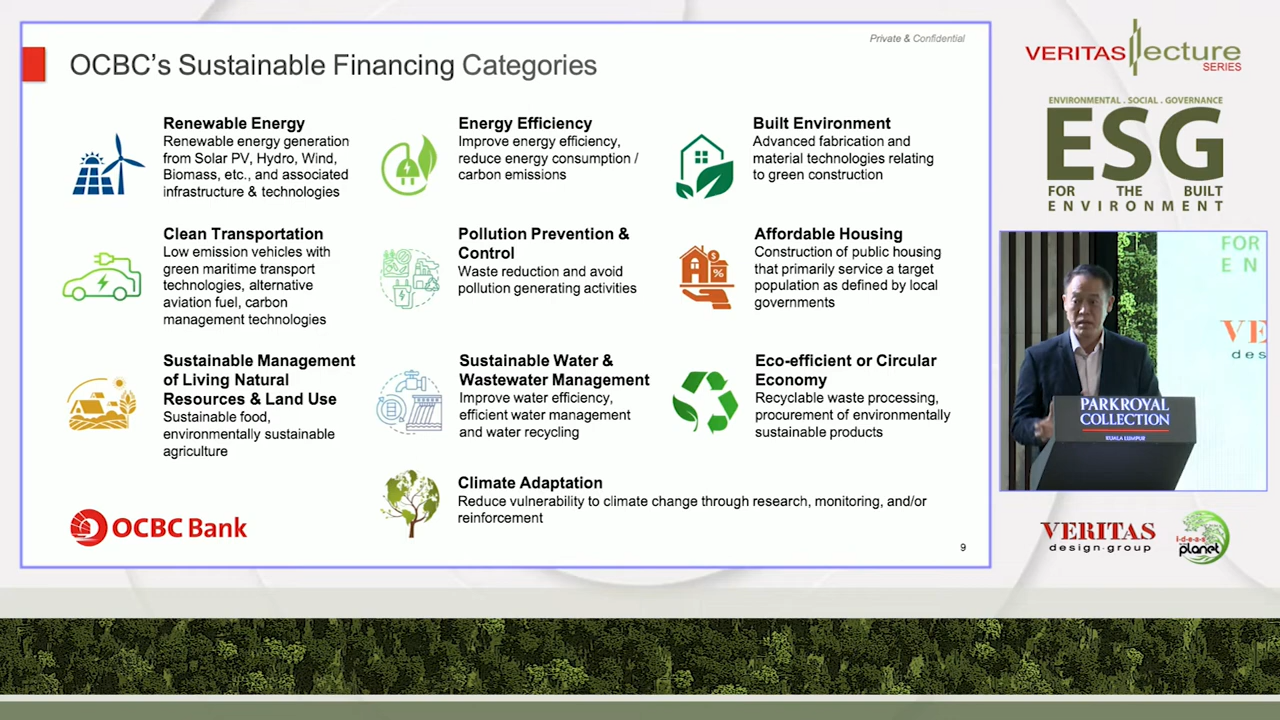 Private & Confidential
OCBC's Sustainable Financing Categories
Renewable Energy
Renewable energy generation
from Solar PV, Hydro, Wind,
Biomass, etc., and associated
infrastructure & technologies
Energy Efficiency
Improve energy efficiency,
reduce energy consumption /
carbon emissions
Built Environment
Advanced fabrication and
material technologies relating
to green construction
Clean Transportation
Low emission vehicles with
green maritime transport
technologies, alternative
aviation fuel, carbon
management technologies
Pollution Prevention &
Control
Waste reduction and avoid
pollution generating activities
Affordable Housing
Construction of public housing
that primarily service a target
population as defined by local
governments
$
%
Sustainable Management
of Living Natural
Resources & Land Use
Sustainable food,
environmentally sustainable
agriculture
Sustainable Water &
Wastewater Management
Improve water efficiency,
efficient water management
and water recycling
Eco-efficient or Circular
Economy
Recyclable waste processing,
procurement of environmentally
sustainable products
Climate Adaptation
Reduce vulnerability to climate change through research, monitoring, and/or
reinforcement
OCBC Bank
9
VERITAS lecture
SERIES
ENVIRONMENTAL . SOCIAL . GOVERNANCE
ESG
FOR THE BUILT
ENVIRONMENT
FOR
E N
VE
des
PARKROYAL
COLLECTION
KUALA LUMPUR
VERITAS
design·group
ideas
planet